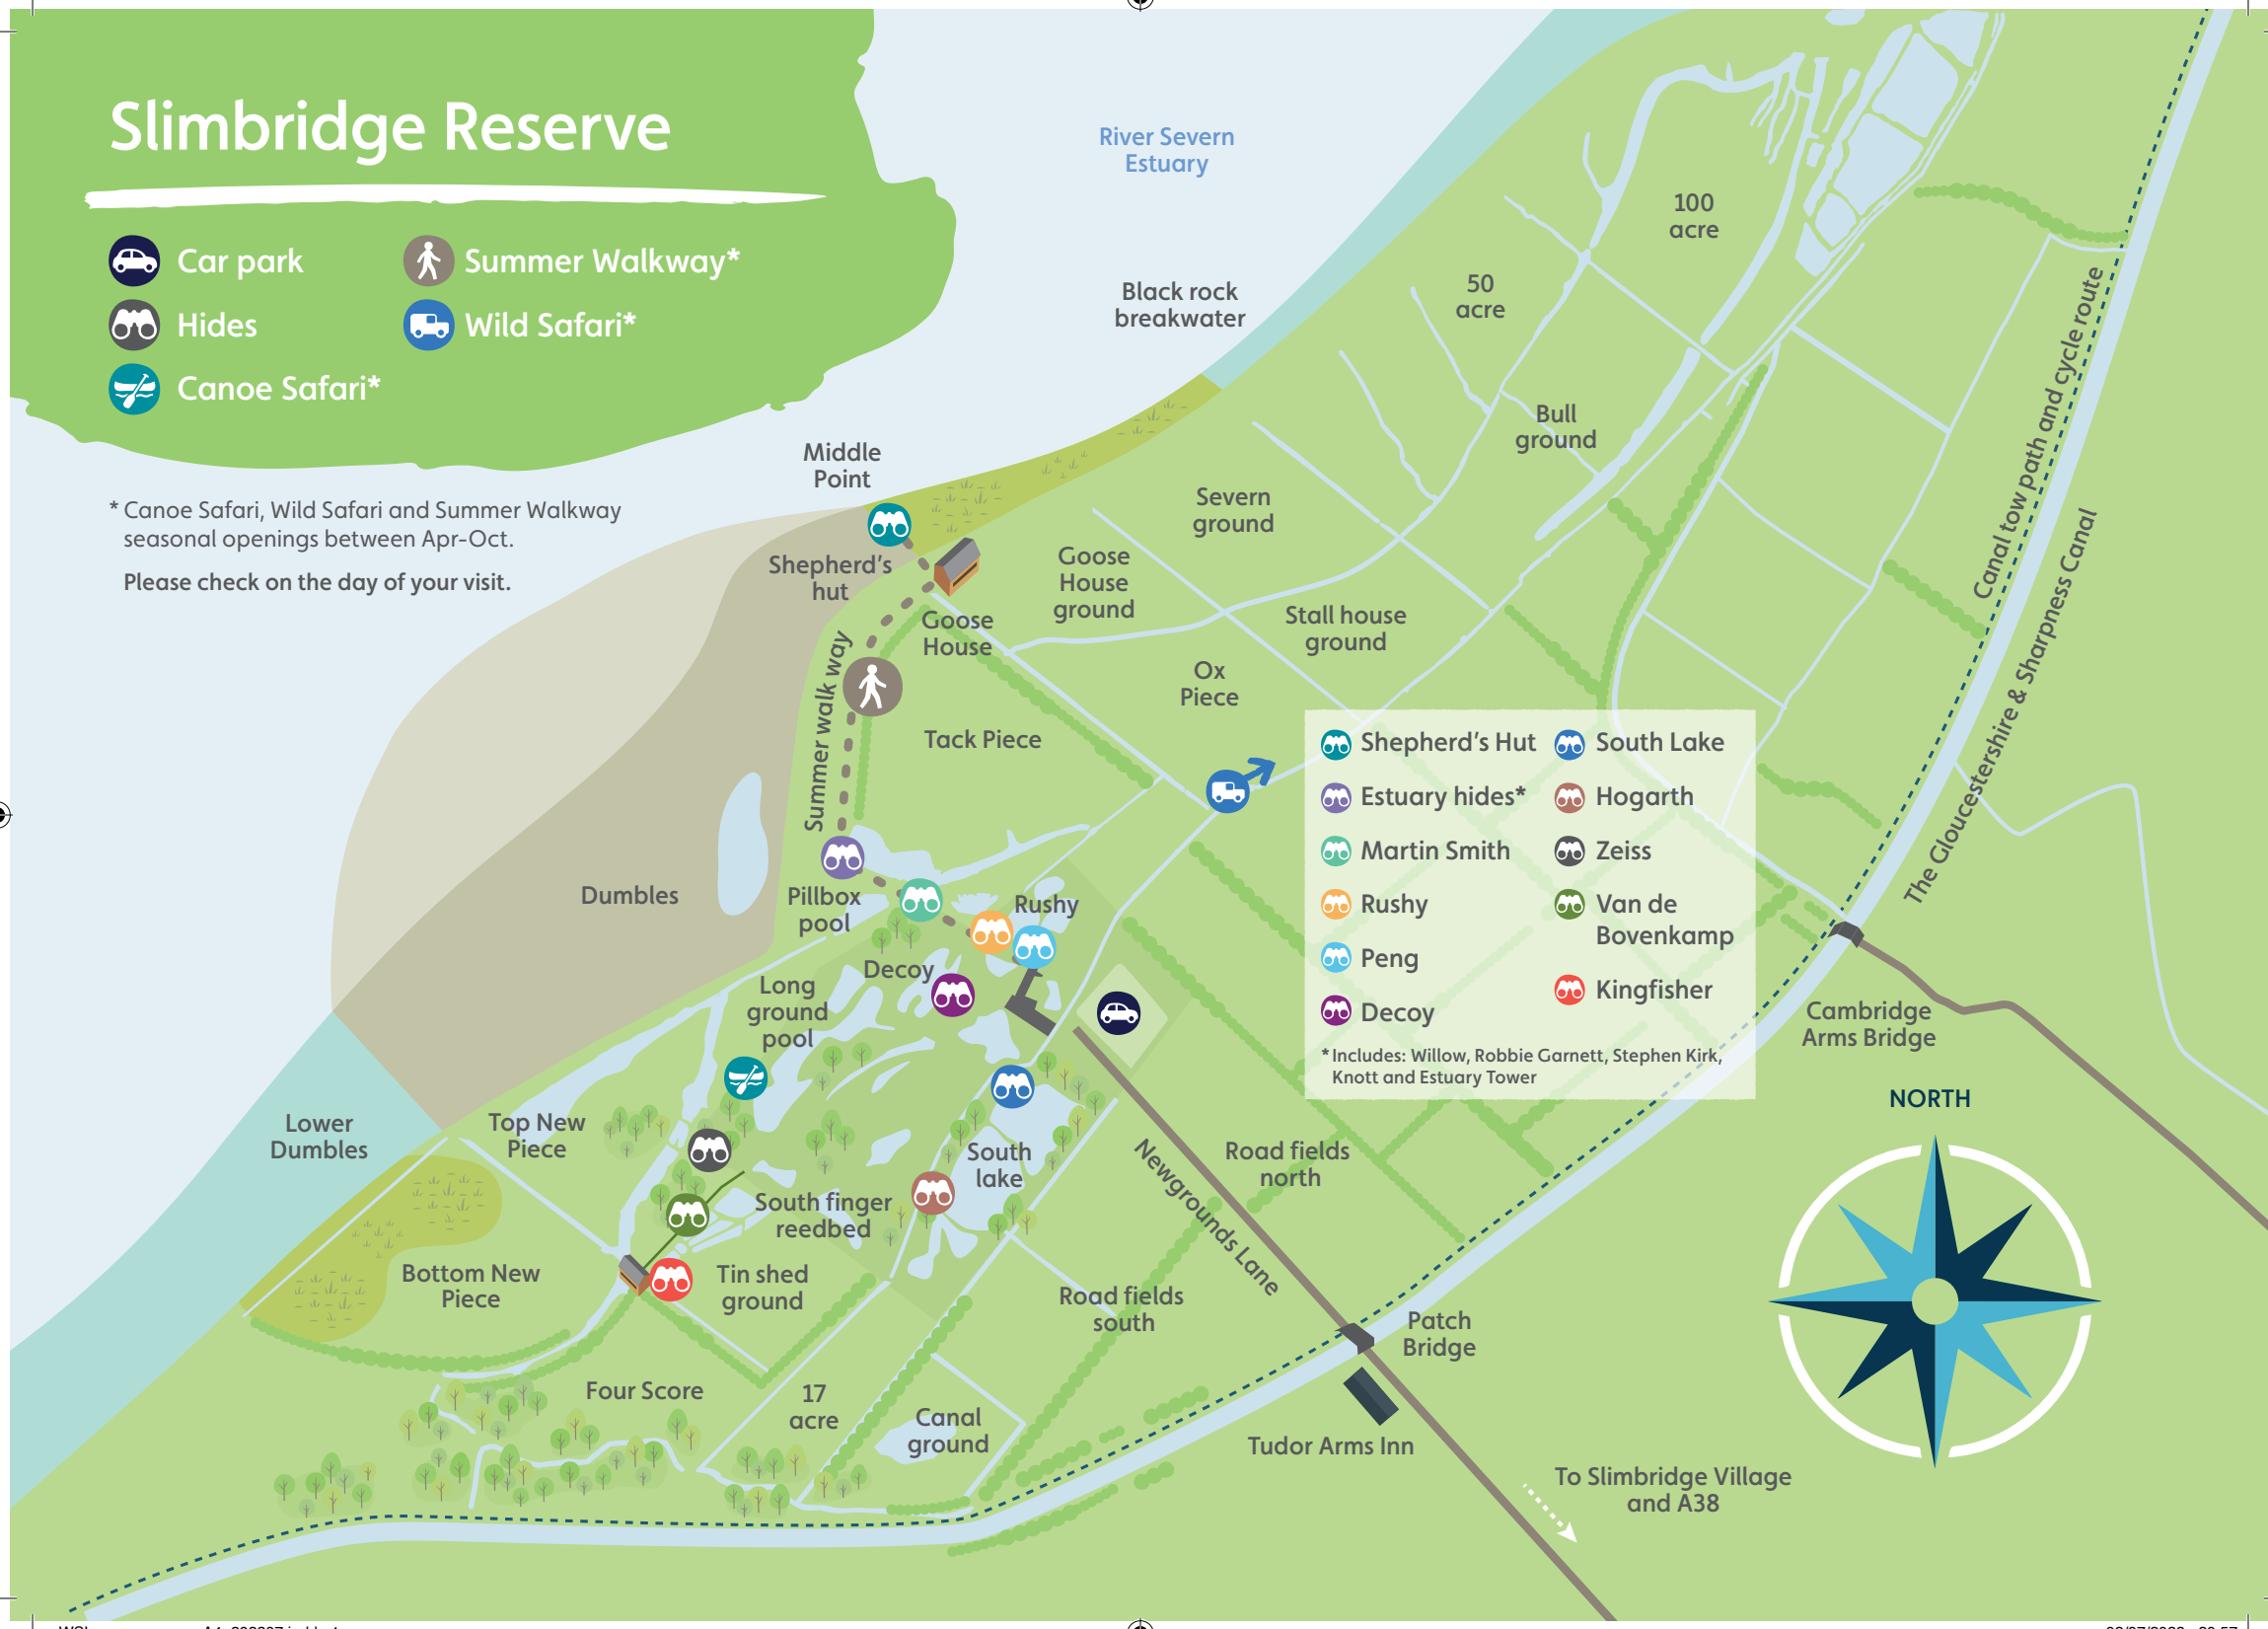 Slimbridge Reserve
Car park
Summer Walkway*
Hides
Wild Safari*
Canoe Safari*
* Canoe Safari, Wild Safari and Summer Walkway
seasonal openings between Apr-Oct.
Please check on the day of your visit.
River Severn
Estuary
Black rock
breakwater
100
acre
50
acre
Bull
ground
Middle
Point
Severn
ground
Shepherd's
hut
Goose
House
ground
Goose
House
Stall house
ground
Ox
Piece
Summer walk way
Tack Piece
Canal tow path and cycle route
The Gloucestershire & Sharpness Canal
Shepherd's Hut
Estuary hides*
Martin Smith
Rushy
Peng
Decoy
South Lake
Hogarth
Zeiss
Van de
Bovenkamp
Kingfisher
* Includes: Willow, Robbie Garnett, Stephen Kirk,
Knott and Estuary Tower
Dumbles
Pillbox
pool
Rushy
Decoy
Long
ground
pool
Cambridge
Arms Bridge
NORTH
Lower
Dumbles
Top New
Piece
South
lake
South finger
reedbed
Newgrounds Lane
Road fields
north
Bottom New
Piece
Tin shed
ground
Road fields
south
Patch
Bridge
Four Score
17
acre
Canal
ground
Tudor Arms Inn
To Slimbridge Village
and A38